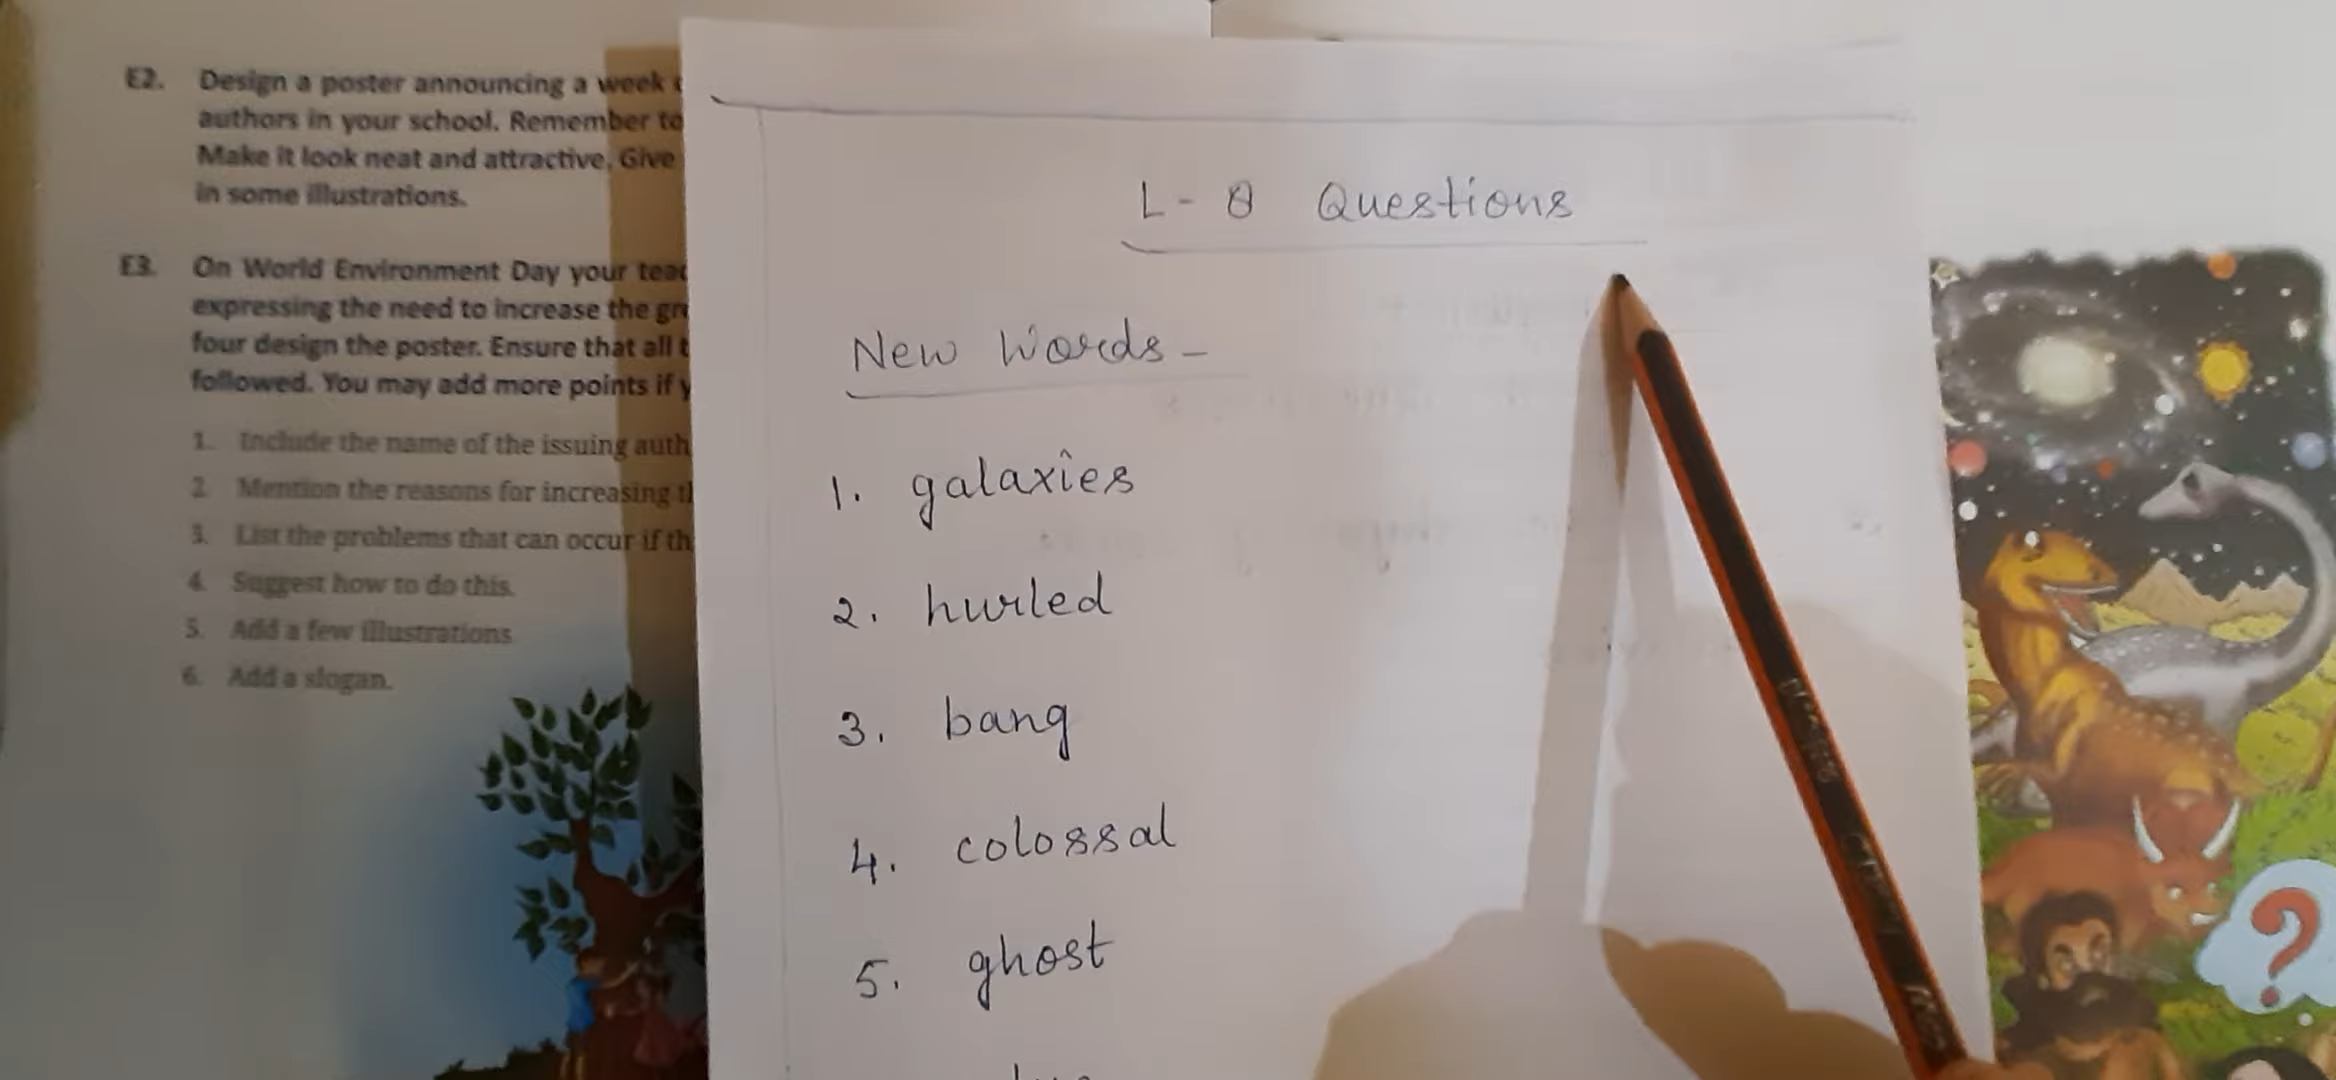 E2. Design a poster announcing a week
authors in your school. Remember to
Make it look neat and attractive. Give
in some illustrations.
E3. On World Environment Day your
expressing the need to increase the
four design the poster. Ensure that all
followed. You may add more points if
1. Include the name of the issuing
2. Mention the reasons for increasing
3. List the problems that can occur if
4. Suggest how to do this.
5. Add a few illustrations
6. Add a slogan.
L - 8 Questions
New Words -
1. galaxies
2. hurled
3. bang
4. colossal
5. ghost
?